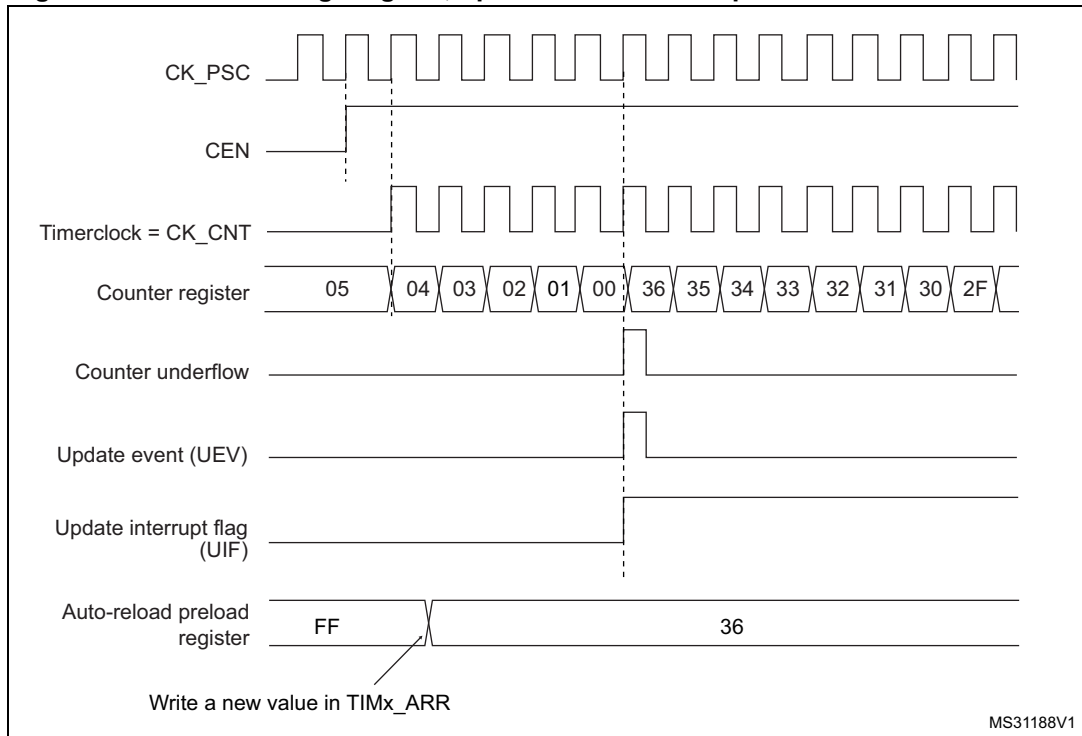 CK_PSC
CEN
Timerclock = CK_CNT
Counter register 05 04 03 02 01 00 36 35 34 33 32 31 30 2F
Counter underflow
Update event (UEV)
Update interrupt flag
(UIF)
Auto-reload preload
register FF 36
Write a new value in TIMx_ARR
MS31188V1